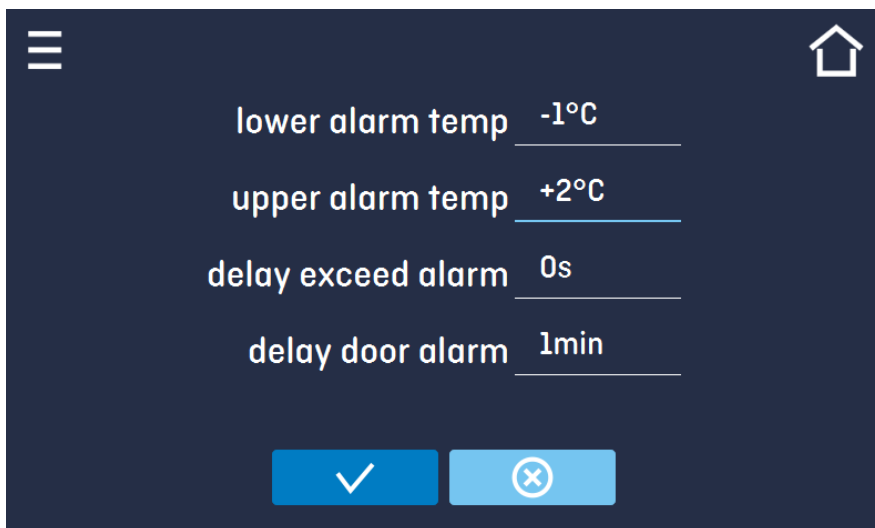 lower alarm temp -1°C
upper alarm temp +2°C
delay exceed alarm 0s
delay door alarm 1min